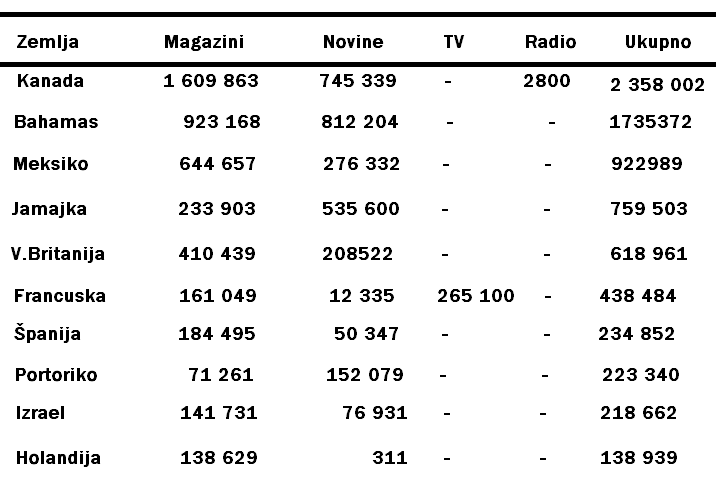 Zemlja Magazini Novine TV Radio Ukupno
Kanada 1 609 863 745 339 - 2800 2 358 002
Bahamas 923 168 812 204 - - 1735372
Meksiko 644 657 276 332 - - 922989
Jamajka 233 903 535 600 - - 759 503
V.Britanija 410 439 208522 - - 618 961
Francuska 161 049 12 335 265 100 - 438 484
Španija 184 495 50 347 - - 234 852
Portoriko 71 261 152 079 - - 223 340
Izrael 141 731 76 931 - - 218 662
Holandija 138 629 311 - - 138 939